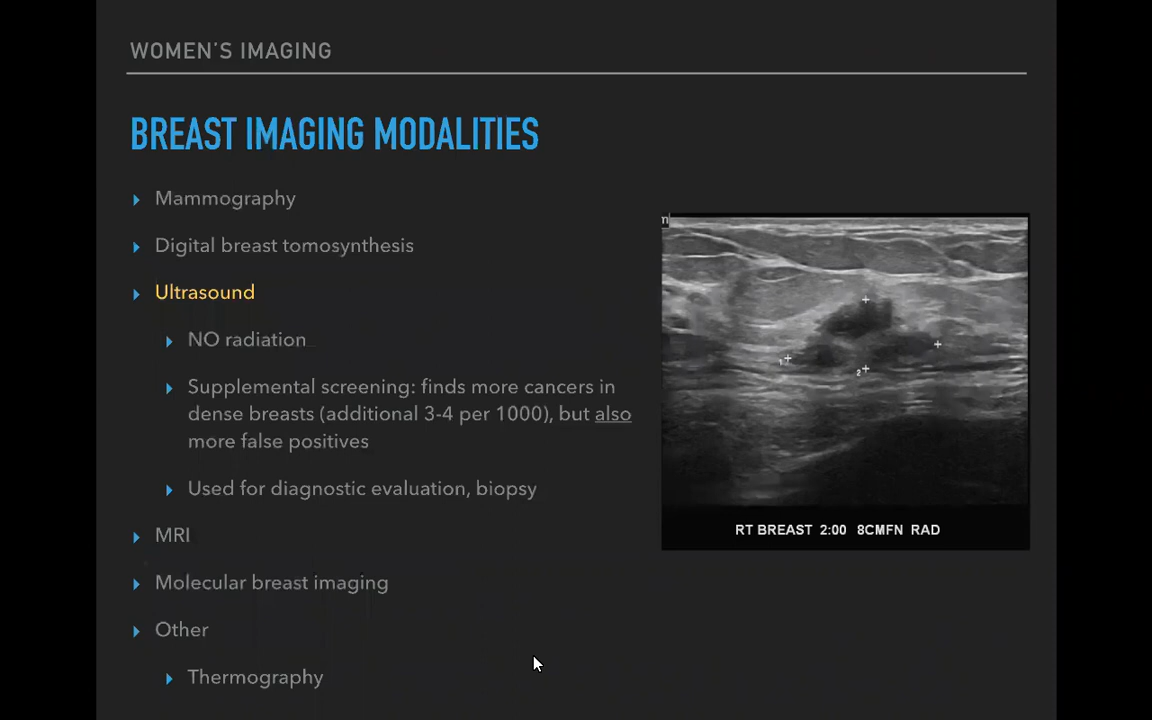 WOMEN'S IMAGING
BREAST IMAGING MODALITIES
Mammography
Digital breast tomosynthesis
Ultrasound
NO radiation
Supplemental screening: finds more cancers in
dense breasts (additional 3-4 per 1000), but also
more false positives
Used for diagnostic evaluation, biopsy
MRI
Molecular breast imaging
Other
Thermography
1
2
RT BREAST 2:00 8CMFN RAD